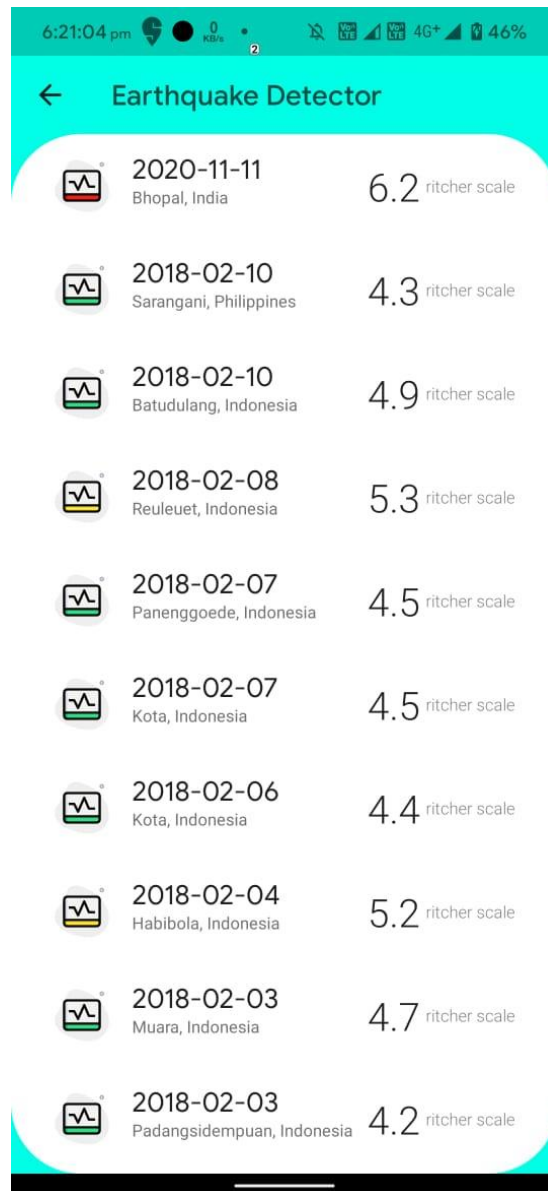 6:21:04 pm 0 KB/s 2 VoLTE VoLTE 4G+ 46%
Earthquake Detector
2020-11-11
Bhopal, India
6.2 ritcher scale
2018-02-10
Sarangani, Philippines
4.3 ritcher scale
2018-02-10
Batudulang, Indonesia
4.9 ritcher scale
2018-02-08
Reuleuet, Indonesia
5.3 ritcher scale
2018-02-07
Panenggoede, Indonesia
4.5 ritcher scale
2018-02-07
Kota, Indonesia
4.5 ritcher scale
2018-02-06
Kota, Indonesia
4.4 ritcher scale
2018-02-04
Habibola, Indonesia
5.2 ritcher scale
2018-02-03
Muara, Indonesia
4.7 ritcher scale
2018-02-03
Padangsidempuan, Indonesia
4.2 ritcher scale